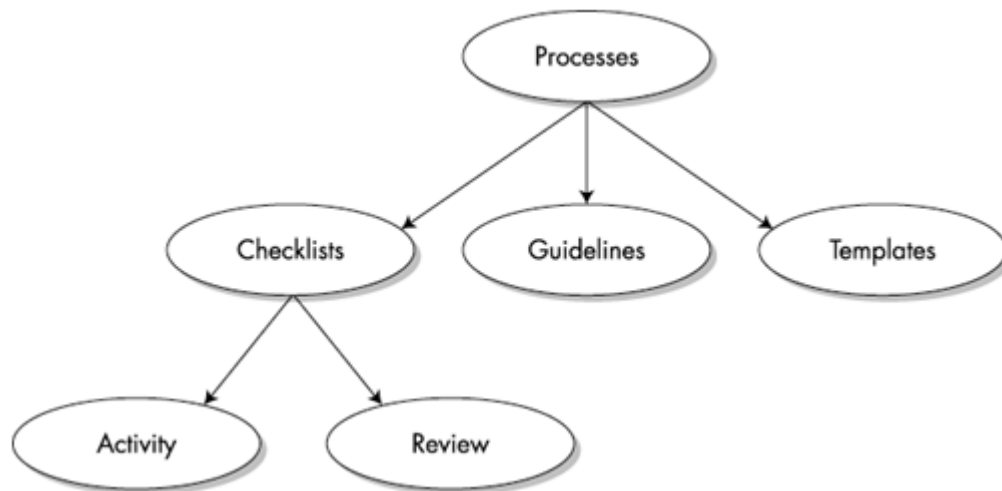 Processes
Checklists
Guidelines
Templates
Activity
Review